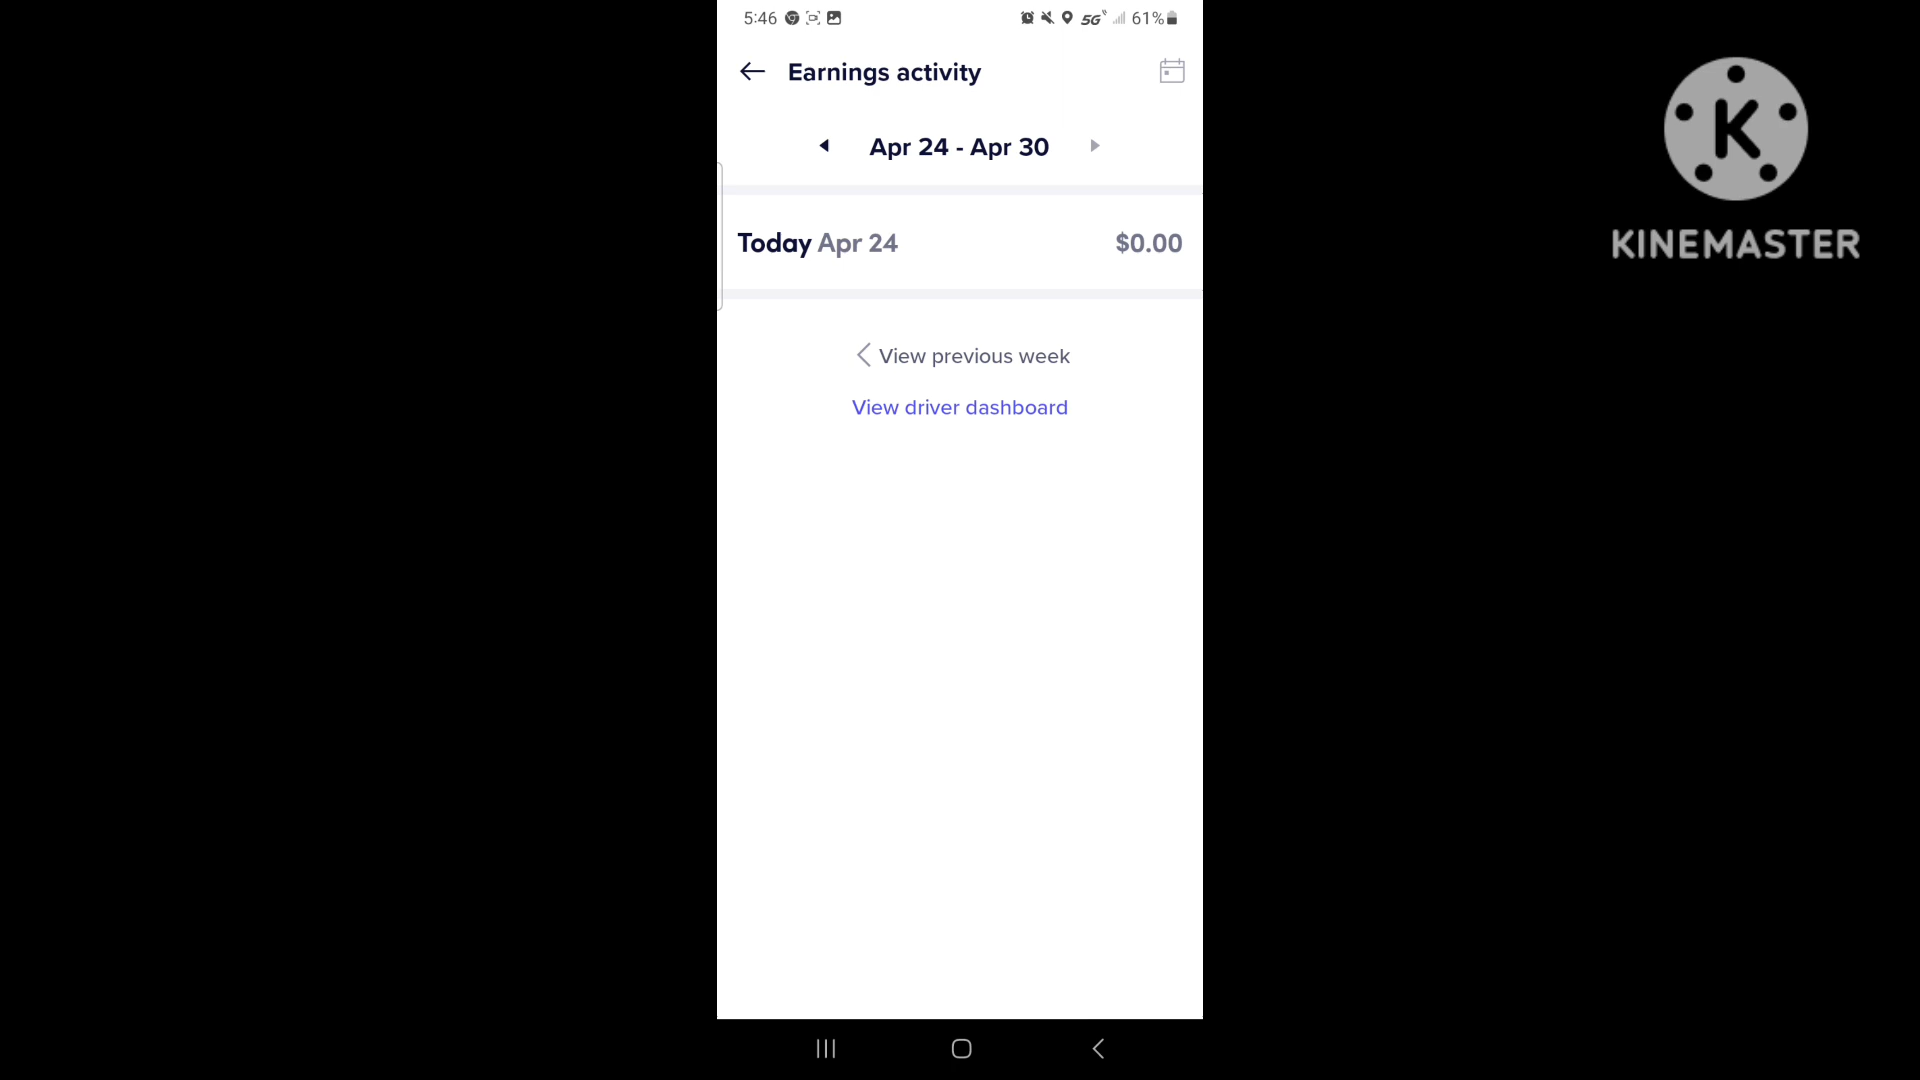 5:46
5G 61%
Earnings activity
Apr 24 - Apr 30
Today Apr 24 $0.00
View previous week
View driver dashboard
K
KINEMASTER